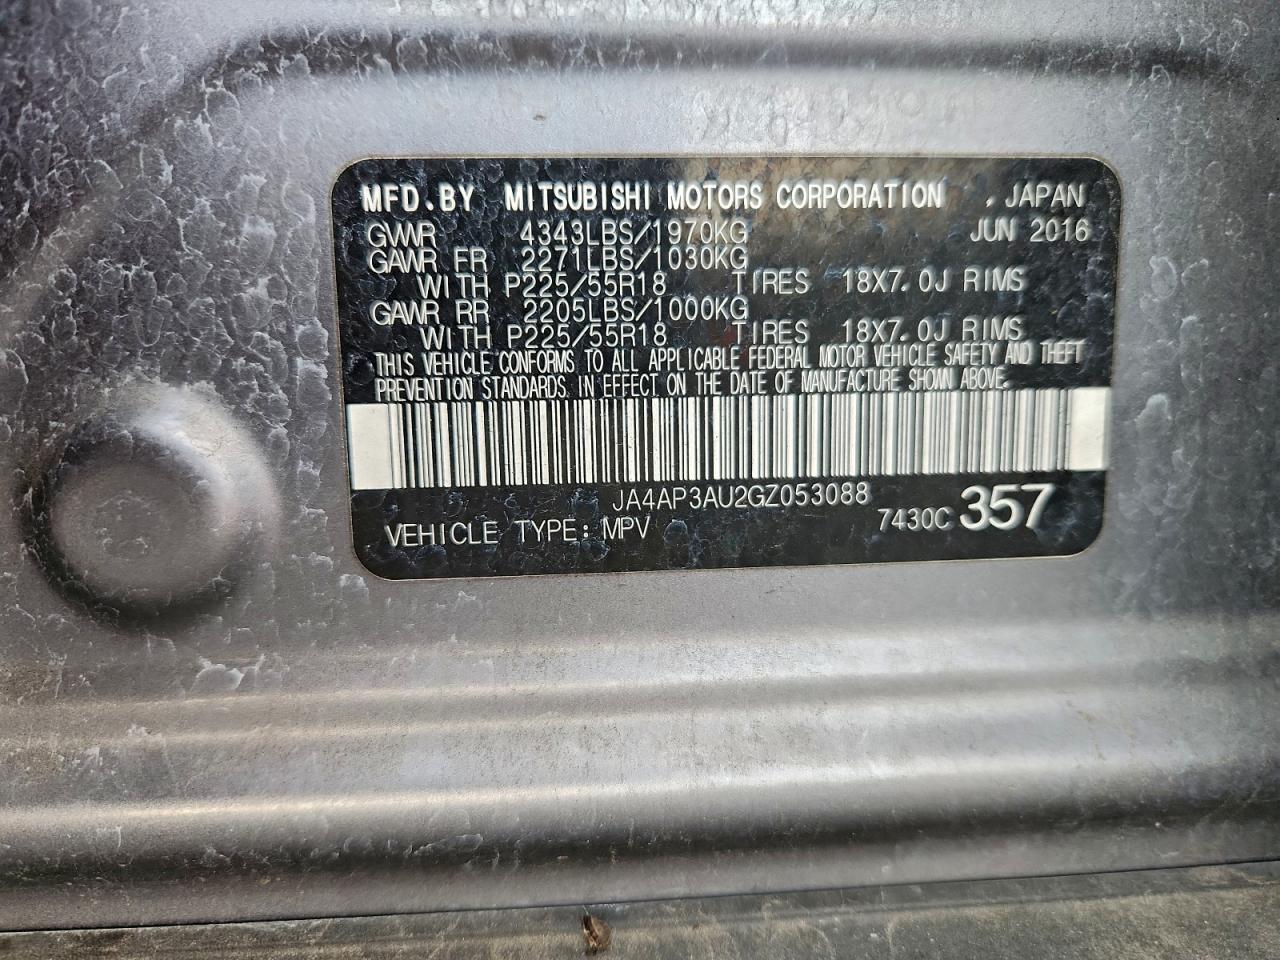 MFD.BY MITSUBISHI MOTORS CORPORATION , JAPAN
GVWR 4343LBS/1970KG JUN 2016
GAWR FR 2271LBS/1030KG
WITH P225/55R18 TIRES 18X7.0J RIMS
GAWR RR 2205LBS/1000KG
WITH P225/55R18 TIRES 18X7.0J RIMS
THIS VEHICLE CONFORMS TO ALL APPLICABLE FEDERAL MOTOR VEHICLE SAFETY AND THEFT
PREVENTION STANDARDS IN EFFECT ON THE DATE OF MANUFACTURE SHOWN ABOVE.
JA4AP3AU2GZ053088
VEHICLE TYPE: MPV 7430C 357